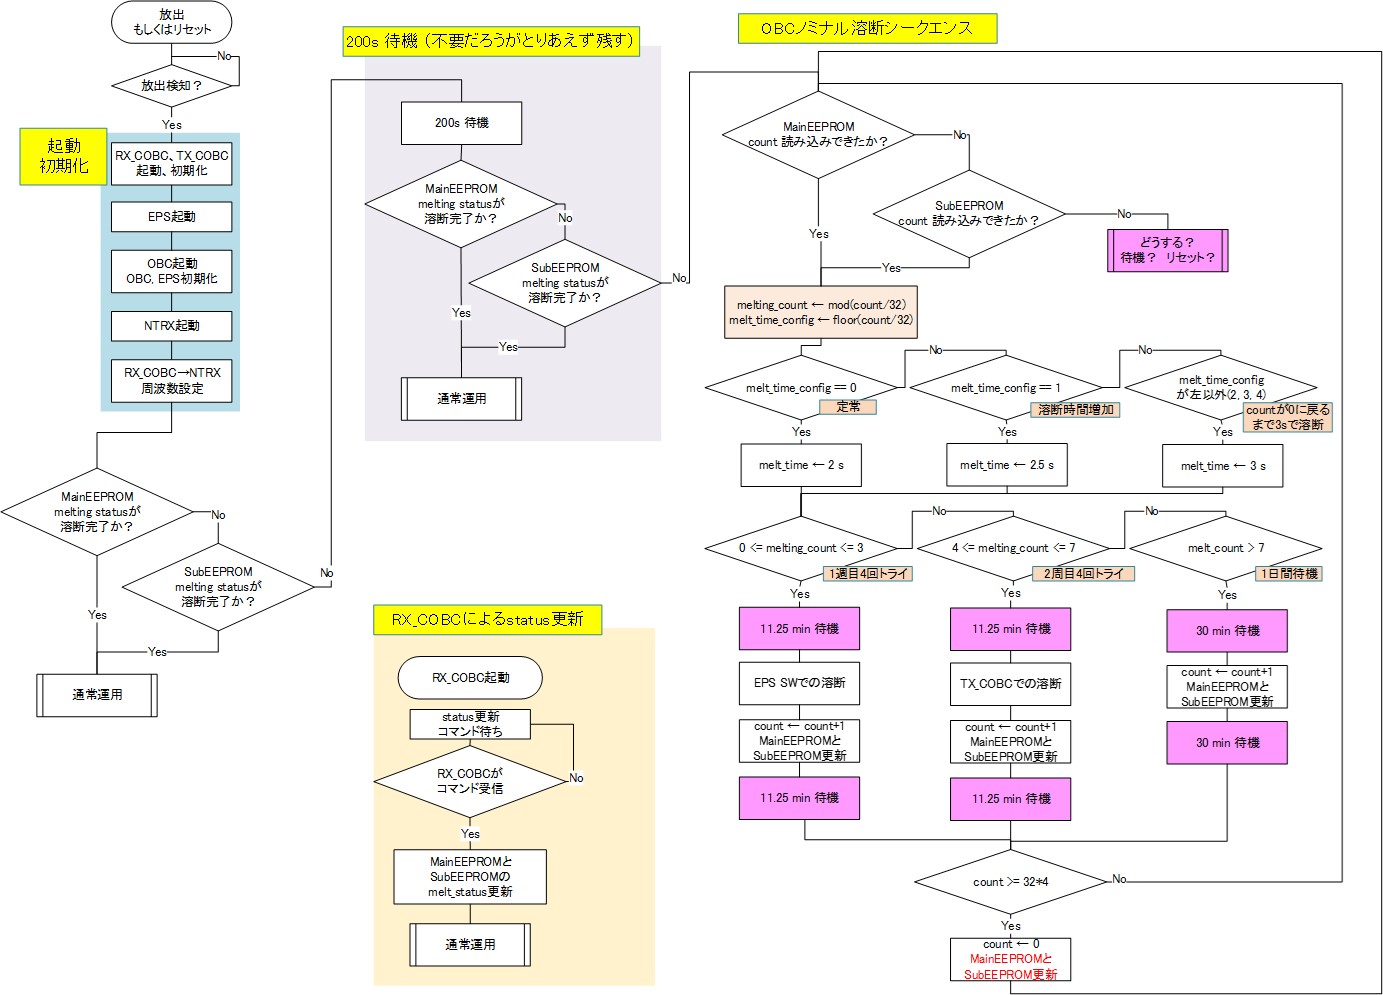 放出
もしくはリセット
No
放出検知？
Yes
起動
初期化
RX_COBC、TX_COBC
起動、初期化
EPS起動
OBC起動
OBC, EPS初期化
NTRX起動
RX_COBC→NTRX
周波数設定
MainEEPROM
melting statusが
溶断完了か？
No
SubEEPROM
melting statusが
溶断完了か？
No
Yes
Yes
通常運用
200s 待機（不要だろうがとりあえず残す）
200s 待機
MainEEPROM
melting statusが
溶断完了か？
No
SubEEPROM
melting statusが
溶断完了か？
No
Yes
Yes
通常運用
RX_COBCによるstatus更新
RX_COBC起動
status更新
コマンド待ち
RX_COBCが
コマンド受信
No
Yes
MainEEPROMと
SubEEPROMの
melt_status更新
通常運用
OBCノミナル溶断シークエンス
MainEEPROM
count 読み込みできたか？
No
SubEEPROM
count 読み込みできたか？
No
どうする？
待機？ リセット？
Yes
Yes
melting_count ← mod(count/32)
melt_time_config ← floor(count/32)
No
No
melt_time_config == 0
定常
melt_time_config == 1
溶断時間増加
melt_time_config
が左以外(2, 3, 4)
countが0に戻る
まで3sで溶断
Yes
Yes
Yes
melt_time ← 2 s
melt_time ← 2.5 s
melt_time ← 3 s
No
No
0 <= melting_count <= 3
1週目4回トライ
4 <= melting_count <= 7
2周目4回トライ
melt_count > 7
1日間待機
Yes
Yes
Yes
11.25 min 待機
11.25 min 待機
30 min 待機
EPS SWでの溶断
TX_COBCでの溶断
count ← count+1
MainEEPROMと
SubEEPROM更新
count ← count+1
MainEEPROMと
SubEEPROM更新
count ← count+1
MainEEPROMと
SubEEPROM更新
30 min 待機
11.25 min 待機
11.25 min 待機
count >= 32*4
No
Yes
count ← 0
MainEEPROMと
SubEEPROM更新